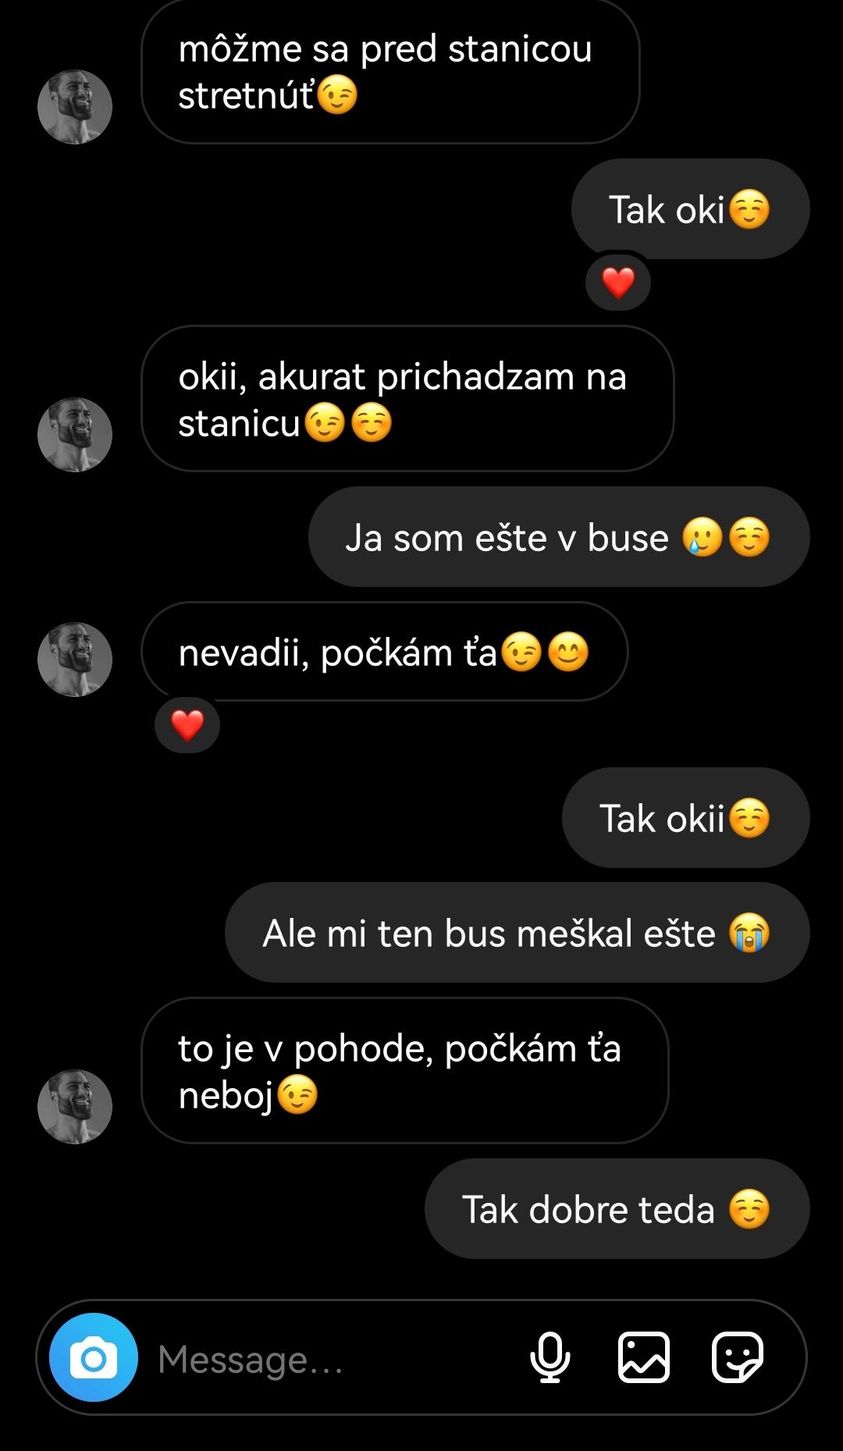 môžme sa pred stanicou
stretnúť😉
Tak oki☺️
❤️
okii, akurat prichadzam na
stanicu😉☺️
Ja som ešte v buse 🥲☺️
nevadii, počkám ťa😉😊
❤️
Tak okii☺️
Ale mi ten bus meškal ešte 😭
to je v pohode, počkám ťa
neboj😉
Tak dobre teda ☺️
Message...